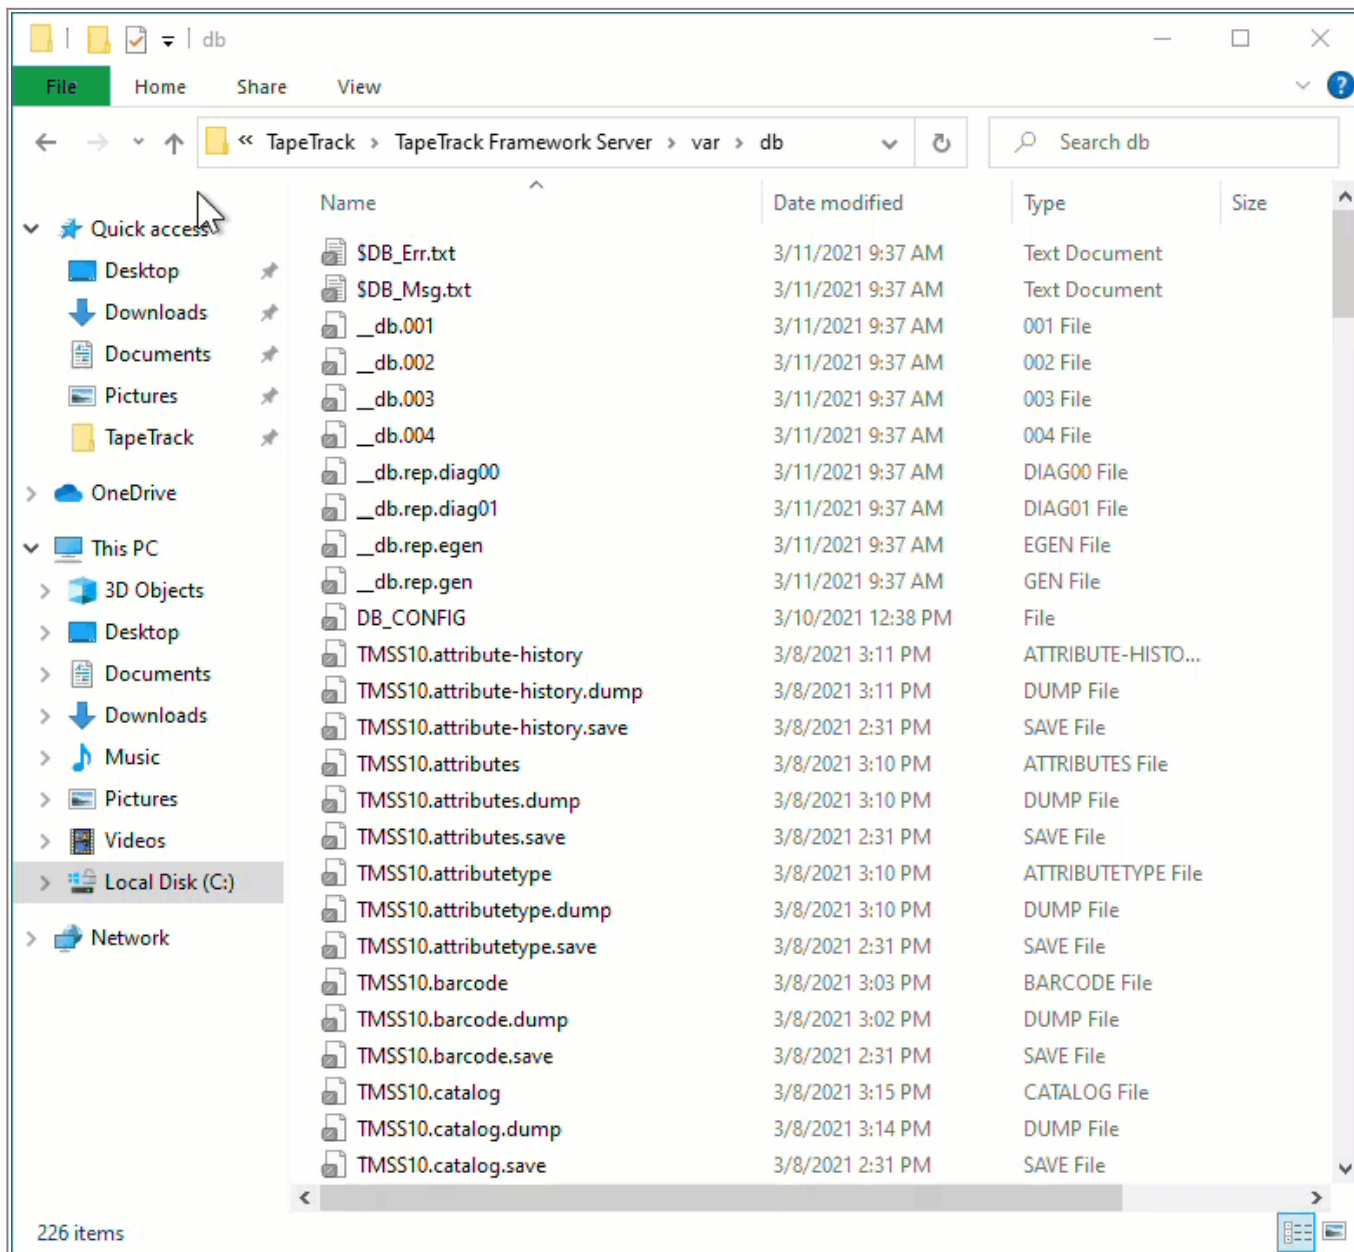 db
File Home Share View ?
« TapeTrack > TapeTrack Framework Server > var > db Search db
Name Date modified Type Size
Quick access
Desktop
Downloads
Documents
Pictures
TapeTrack
OneDrive
This PC
3D Objects
Desktop
Documents
Downloads
Music
Pictures
Videos
Local Disk (C:)
Network
$DB_Err.txt 3/11/2021 9:37 AM Text Document
$DB_Msg.txt 3/11/2021 9:37 AM Text Document
__db.001 3/11/2021 9:37 AM 001 File
__db.002 3/11/2021 9:37 AM 002 File
__db.003 3/11/2021 9:37 AM 003 File
__db.004 3/11/2021 9:37 AM 004 File
__db.rep.diag00 3/11/2021 9:37 AM DIAG00 File
__db.rep.diag01 3/11/2021 9:37 AM DIAG01 File
__db.rep.egen 3/11/2021 9:37 AM EGEN File
__db.rep.gen 3/11/2021 9:37 AM GEN File
DB_CONFIG 3/10/2021 12:38 PM File
TMSS10.attribute-history 3/8/2021 3:11 PM ATTRIBUTE-HISTO...
TMSS10.attribute-history.dump 3/8/2021 3:11 PM DUMP File
TMSS10.attribute-history.save 3/8/2021 2:31 PM SAVE File
TMSS10.attributes 3/8/2021 3:10 PM ATTRIBUTES File
TMSS10.attributes.dump 3/8/2021 3:10 PM DUMP File
TMSS10.attributes.save 3/8/2021 2:31 PM SAVE File
TMSS10.attributetype 3/8/2021 3:10 PM ATTRIBUTETYPE File
TMSS10.attributetype.dump 3/8/2021 3:10 PM DUMP File
TMSS10.attributetype.save 3/8/2021 2:31 PM SAVE File
TMSS10.barcode 3/8/2021 3:03 PM BARCODE File
TMSS10.barcode.dump 3/8/2021 3:02 PM DUMP File
TMSS10.barcode.save 3/8/2021 2:31 PM SAVE File
TMSS10.catalog 3/8/2021 3:15 PM CATALOG File
TMSS10.catalog.dump 3/8/2021 3:14 PM DUMP File
TMSS10.catalog.save 3/8/2021 2:31 PM SAVE File
226 items